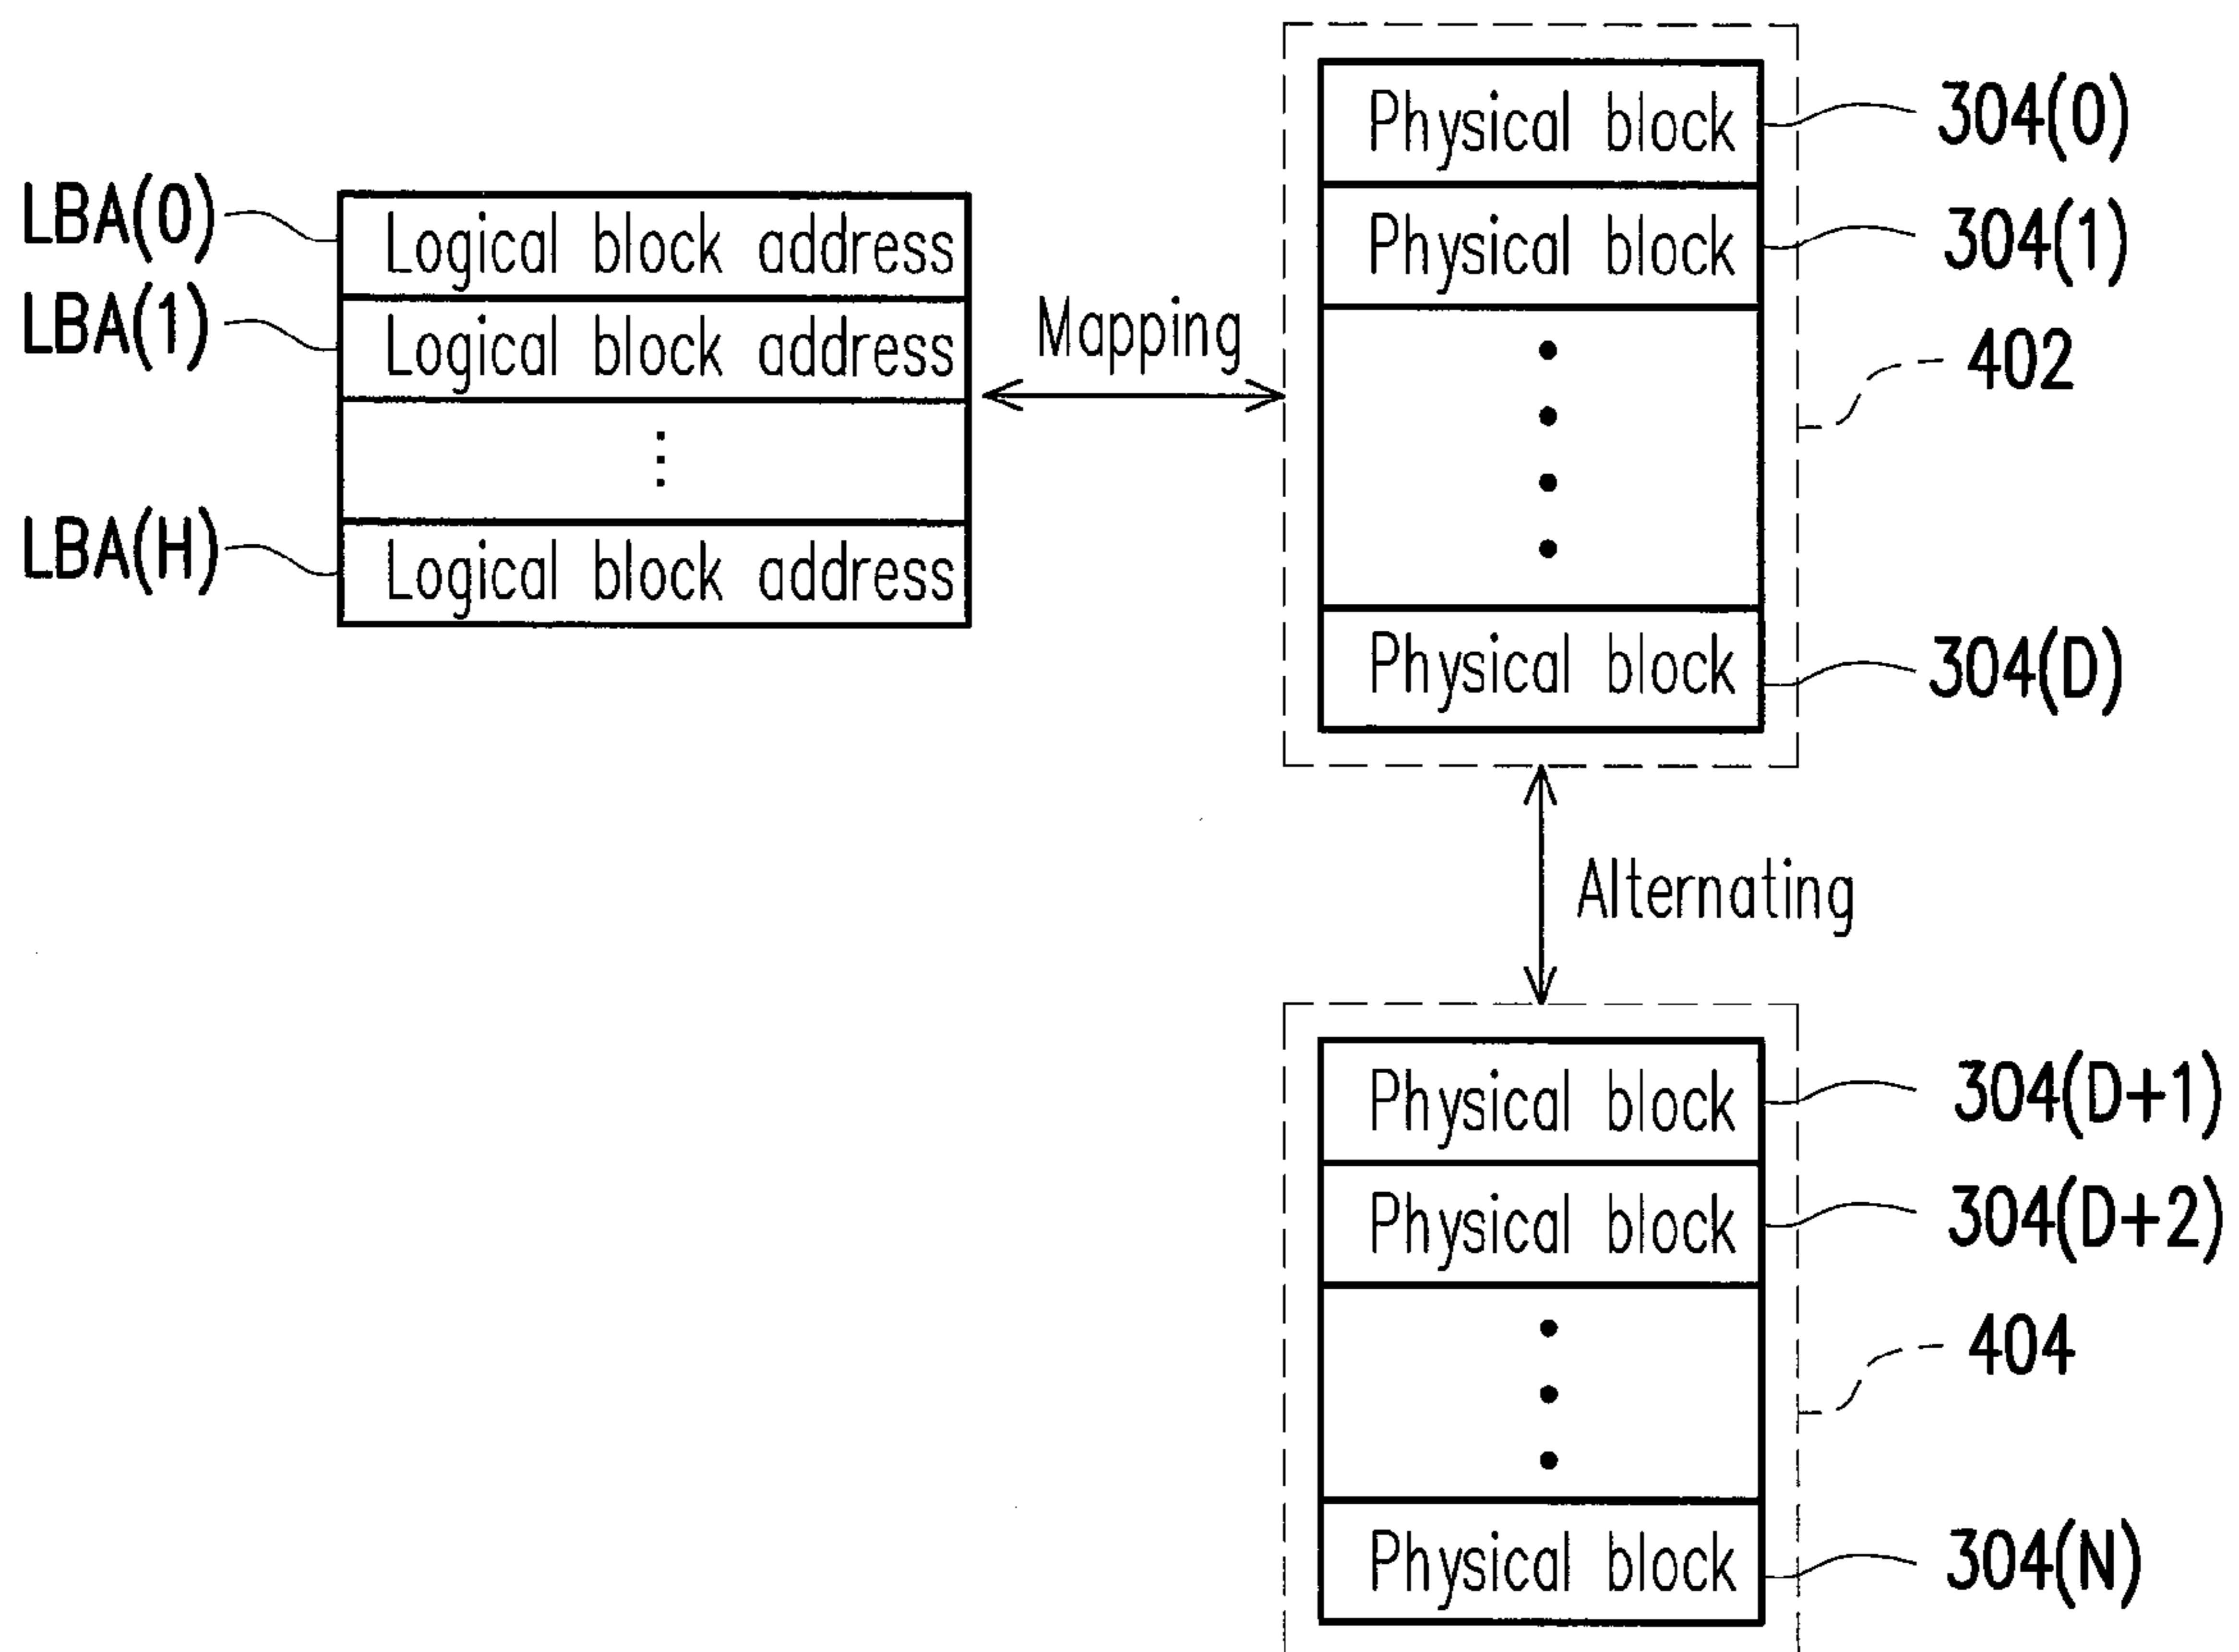 LBA(0)
Logical block address
LBA(1)
Logical block address
LBA(H)
Logical block address
Mapping
Physical block
304(0)
Physical block
304(1)
402
Physical block
304(D)
Alternating
Physical block
304(D+1)
Physical block
304(D+2)
404
Physical block
304(N)